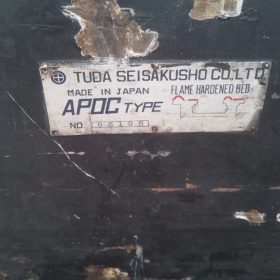 TUDA SEISAKUSHO CO.,LTD.
MADE IN JAPAN FLAME HARDENED BED
APOC TYPE
NO.